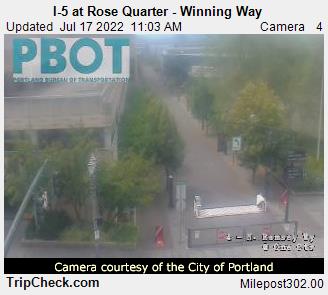 I-5 at Rose Quarter - Winning Way
Updated Jul 17 2022 11:03 AM Camera 4
PBOT
PORTLAND BUREAU OF TRANSPORTATION
Camera courtesy of the City of Portland
TripCheck.com Milepost302.00